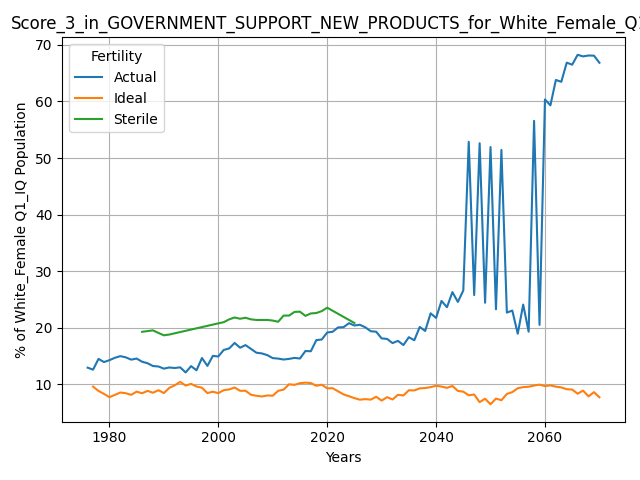 Score_3_in_GOVERNMENT_SUPPORT_NEW_PRODUCTS_for_White_Female_Q1
Fertility
Actual
Ideal
Sterile
% of White_Female Q1_IQ Population
70
60
50
40
30
20
10
1980 2000 2020 2040 2060
Years